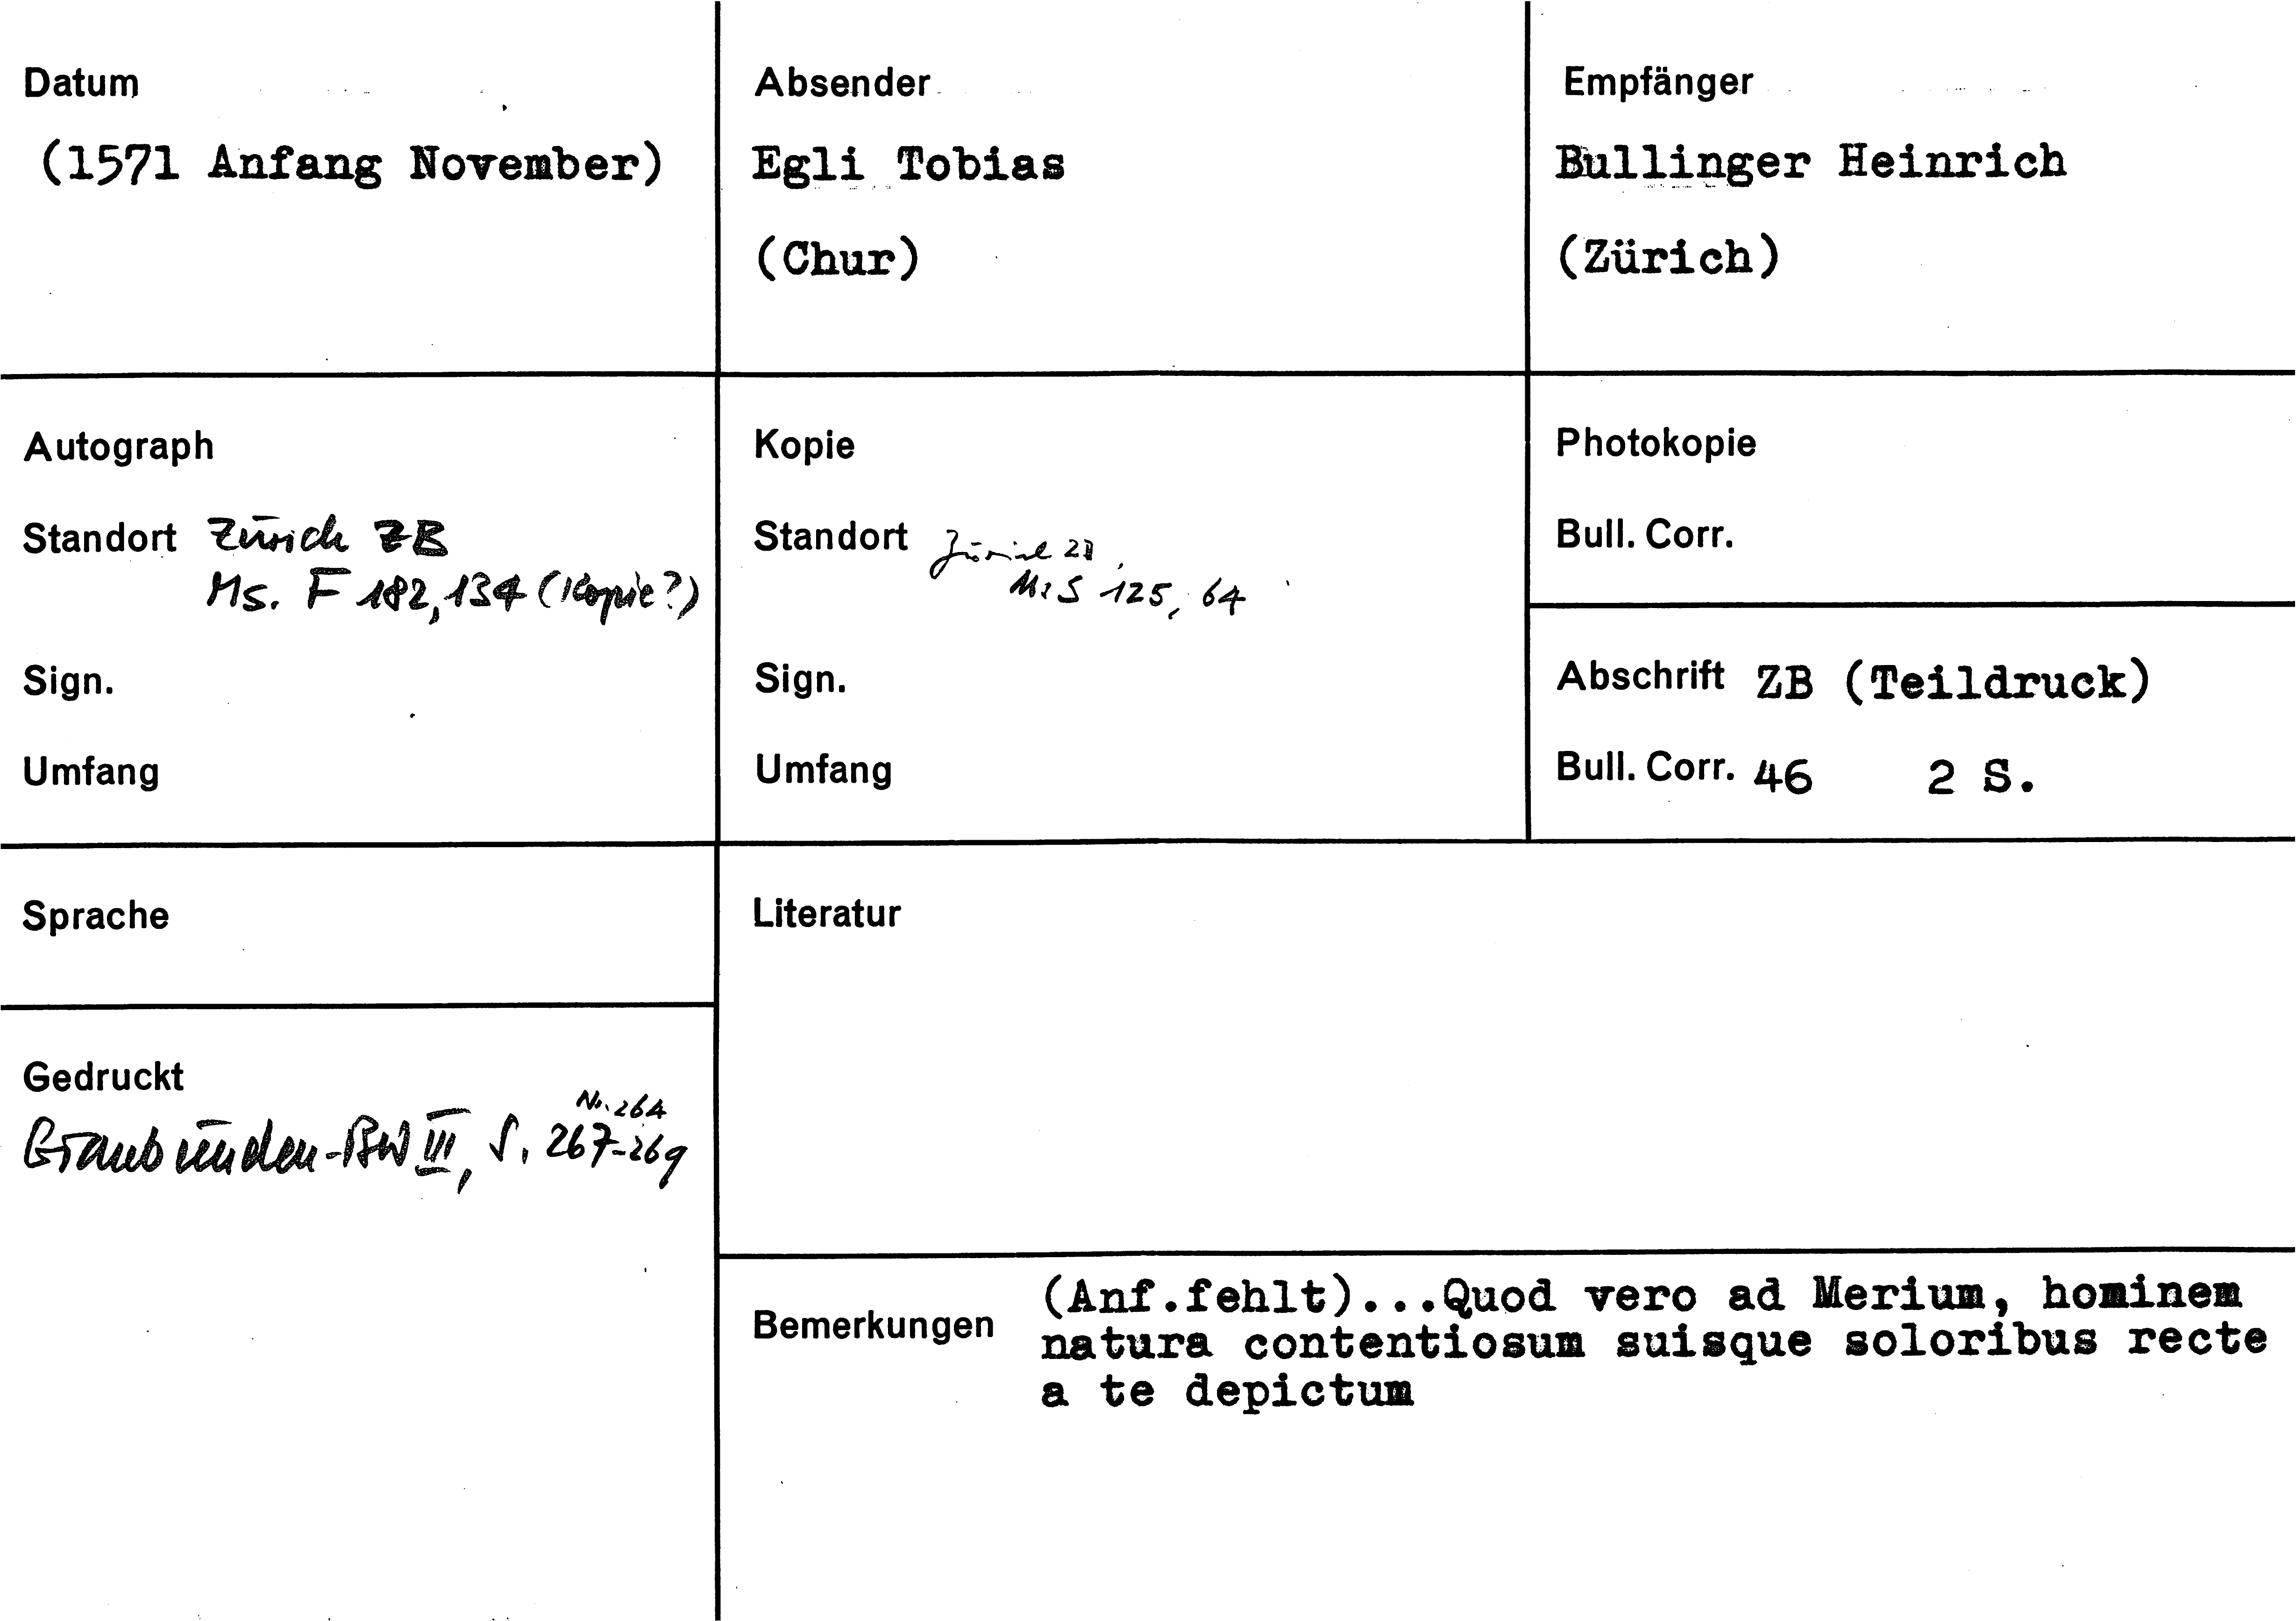 Datum
(1571 Anfang November)
Absender
Egli Tobias
(Chur)
Empfänger
Bullinger Heinrich
(Zürich)
Autograph
Standort Zürich ZB
Ms. F 182, 134 (Kopie?)
Sign.
Umfang
Kopie
Standort Zürich ZB
Ms S 125, 64
Sign.
Umfang
Photokopie
Bull. Corr.
Abschrift ZB (Teildruck)
Bull. Corr. 46 2 S.
Sprache
Gedruckt
Nr. 264
Graubünden-BW III, S. 267-269
Literatur
Bemerkungen (Anf.fehlt)...Quod vero ad Merium, hominem
natura contentiosum suisque soloribus recte
a te depictum